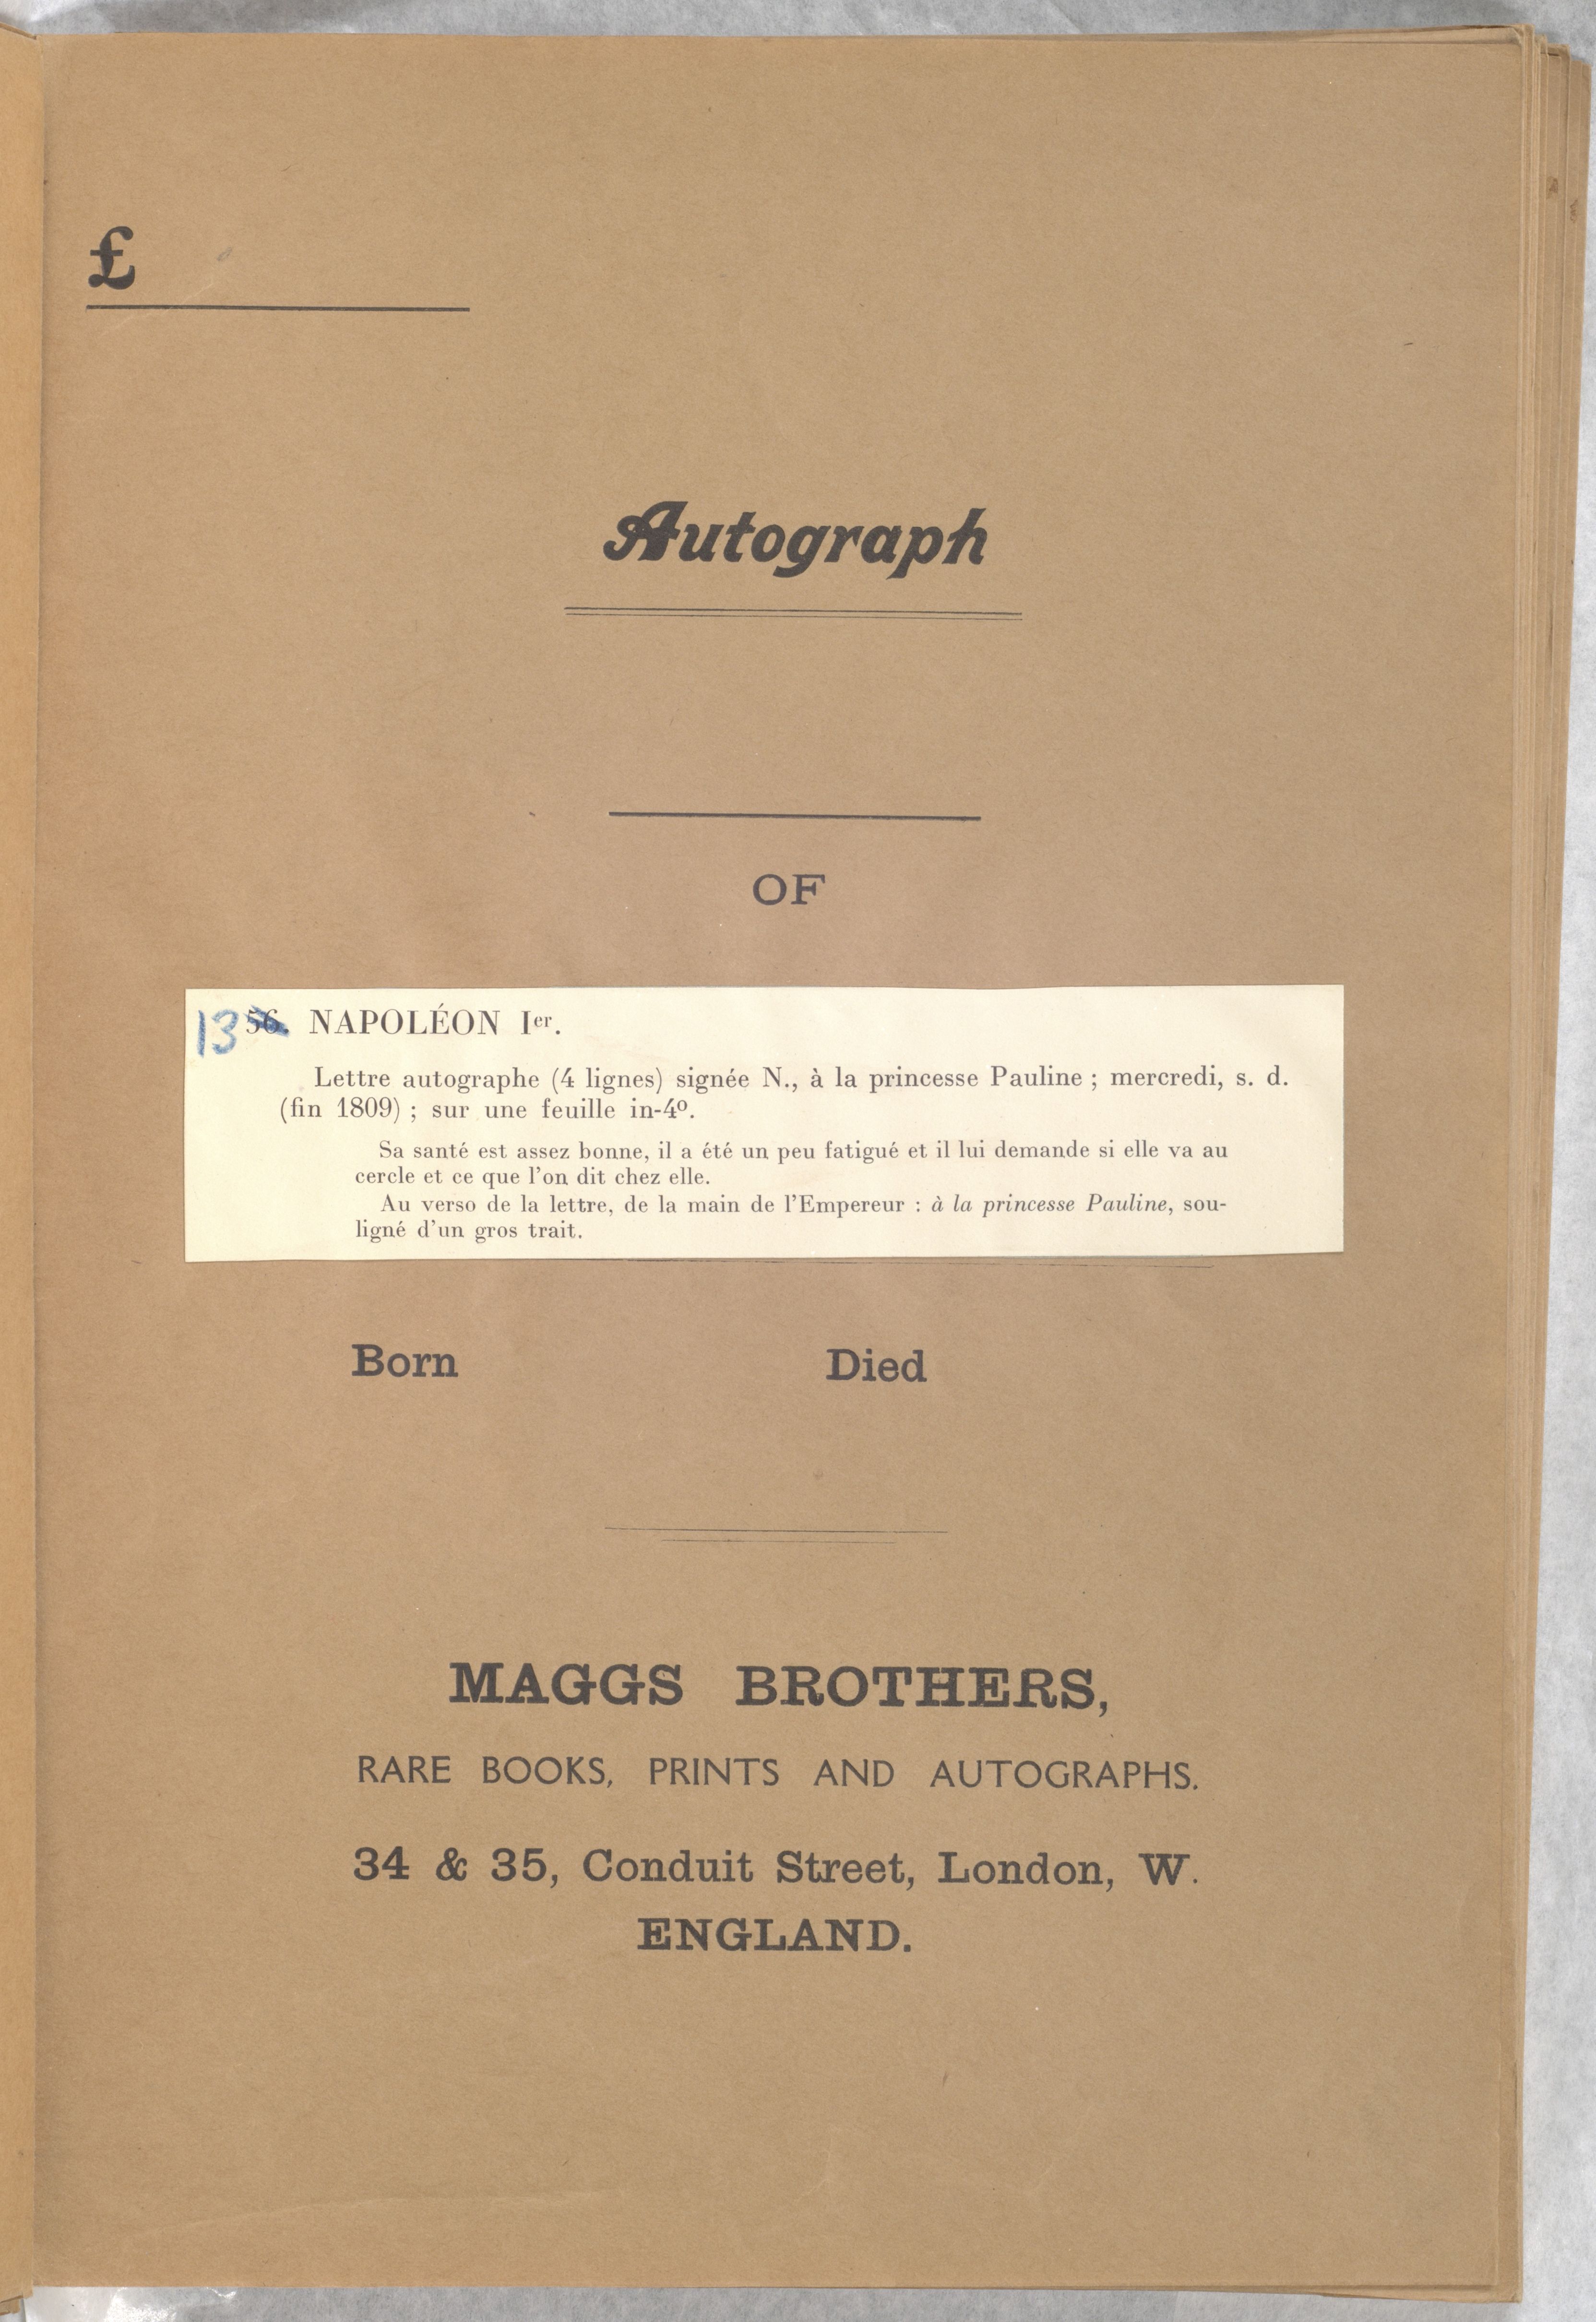 £
Autograph
OF
13 56. NAPOLÉON Ier.
Lettre autographe (4 lignes) signée N., à la princesse Pauline ; mercredi, s. d.
(fin 1809) ; sur une feuille in-4º.
Sa santé est assez bonne, il a été un peu fatigué et il lui demande si elle va au
cercle et ce que l'on dit chez elle.
Au verso de la lettre, de la main de l'Empereur : à la princesse Pauline, sou-
ligné d'un gros trait.
Born Died
MAGGS BROTHERS,
RARE BOOKS, PRINTS AND AUTOGRAPHS.
34 & 35, Conduit Street, London, W.
ENGLAND.